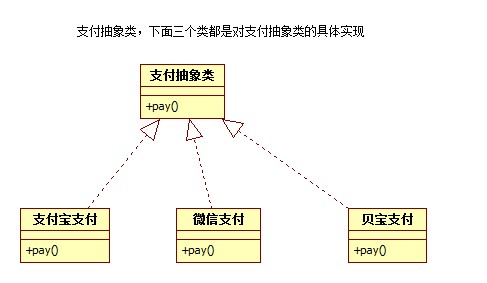 支付抽象类，下面三个类都是对支付抽象类的具体实现
支付抽象类
+pay()
支付宝支付
微信支付
贝宝支付
+pay()
+pay()
+pay()